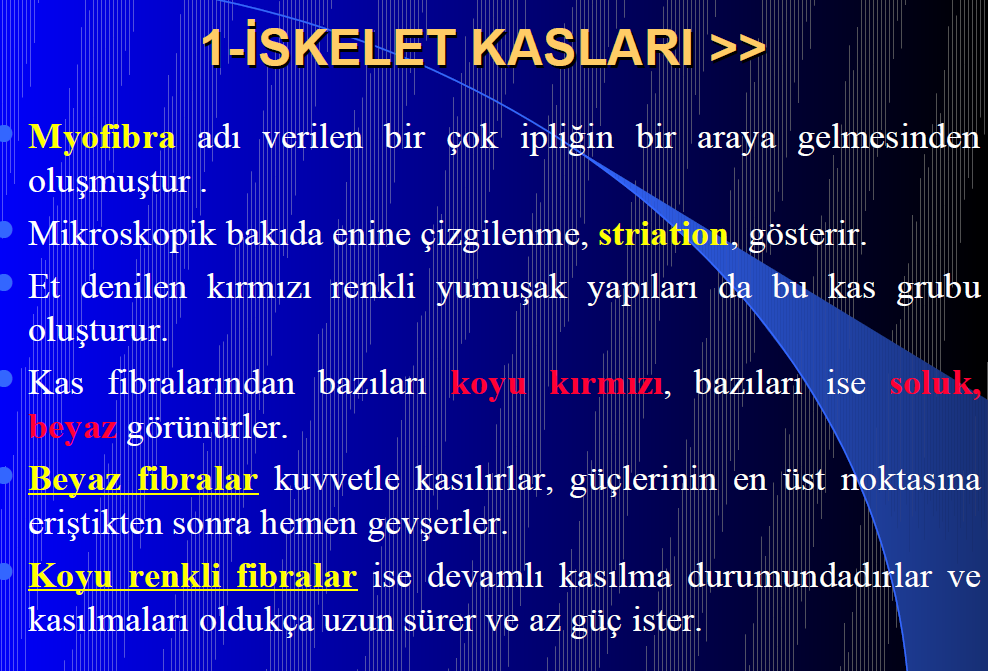 1-İSKELET KASLARI >>
Myofibra adı verilen bir çok ipliğin bir araya gelmesinden
oluşmuştur .
Mikroskopik bakıda enine çizgilenme, striation, gösterir.
Et denilen kırmızı renkli yumuşak yapıları da bu kas grubu
oluşturur.
Kas fibralarından bazıları koyu kırmızı, bazıları ise soluk,
beyaz görünürler.
Beyaz fibralar kuvvetle kasılırlar, güçlerinin en üst noktasına
eriştikten sonra hemen gevşerler.
Koyu renkli fibralar ise devamlı kasılma durumundadırlar ve
kasılmaları oldukça uzun sürer ve az güç ister.